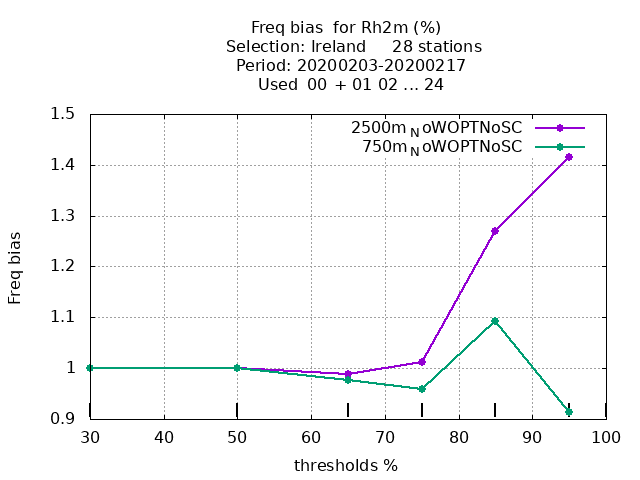 Freq bias  for Rh2m (%)
Selection: Ireland     28 stations
Period: 20200203-20200217
Used  00  + 01 02 ... 24
2500m_NoWOPTNoSC
750m_NoWOPTNoSC
1.5
1.4
1.3
1.2
1.1
1
0.9
Freq bias
30 40 50 60 70 80 90 100
thresholds %